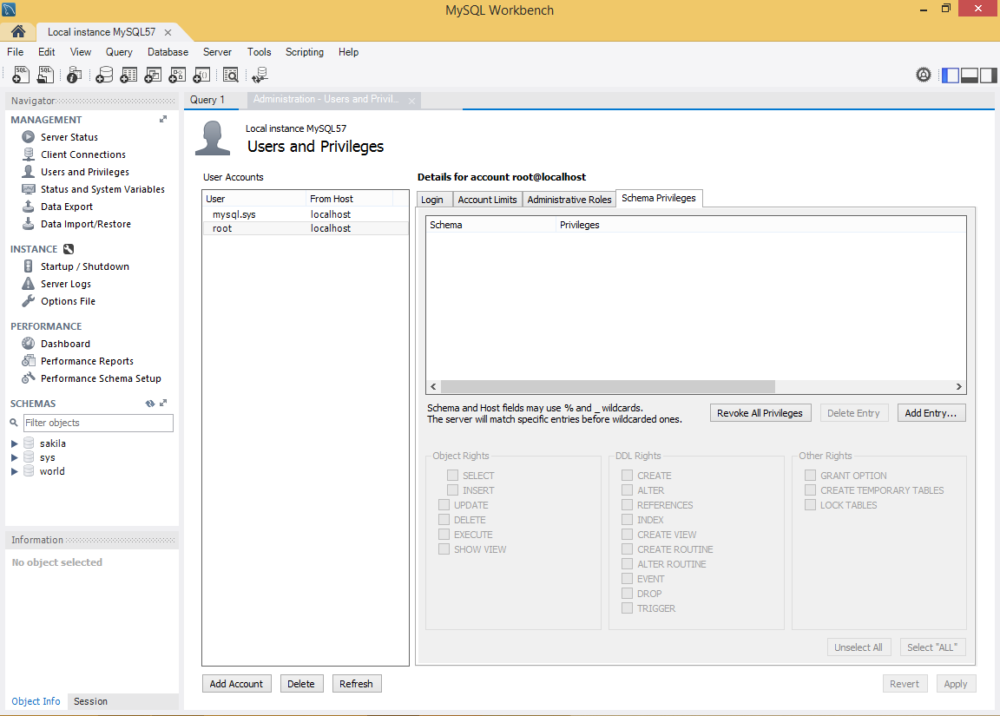 MySQL Workbench
Local instance MySQL57
File Edit View Query Database Server Tools Scripting Help
Navigator
MANAGEMENT
Server Status
Client Connections
Users and Privileges
Status and System Variables
Data Export
Data Import/Restore
INSTANCE
Startup / Shutdown
Server Logs
Options File
PERFORMANCE
Dashboard
Performance Reports
Performance Schema Setup
SCHEMAS
Filter objects
sakila
sys
world
Information
No object selected
Object Info Session
Query 1 Administration - Users and Privil...
Local instance MySQL57
Users and Privileges
User Accounts
User From Host
mysql.sys localhost
root localhost
Add Account Delete Refresh
Details for account root@localhost
Login Account Limits Administrative Roles Schema Privileges
Schema Privileges
Schema and Host fields may use % and _ wildcards.
The server will match specific entries before wildcarded ones.
Revoke All Privileges Delete Entry Add Entry...
Object Rights
SELECT
INSERT
UPDATE
DELETE
EXECUTE
SHOW VIEW
DDL Rights
CREATE
ALTER
REFERENCES
INDEX
CREATE VIEW
CREATE ROUTINE
ALTER ROUTINE
EVENT
DROP
TRIGGER
Other Rights
GRANT OPTION
CREATE TEMPORARY TABLES
LOCK TABLES
Unselect All Select "ALL"
Revert Apply